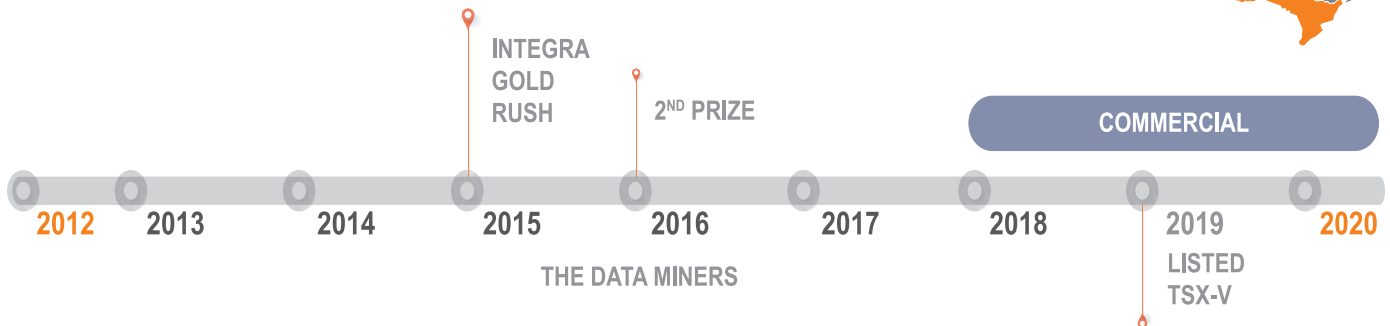 INTEGRA
GOLD
RUSH
2ND PRIZE
COMMERCIAL
2012 2013 2014 2015 2016 2017 2018 2019 2020
THE DATA MINERS
LISTED
TSX-V